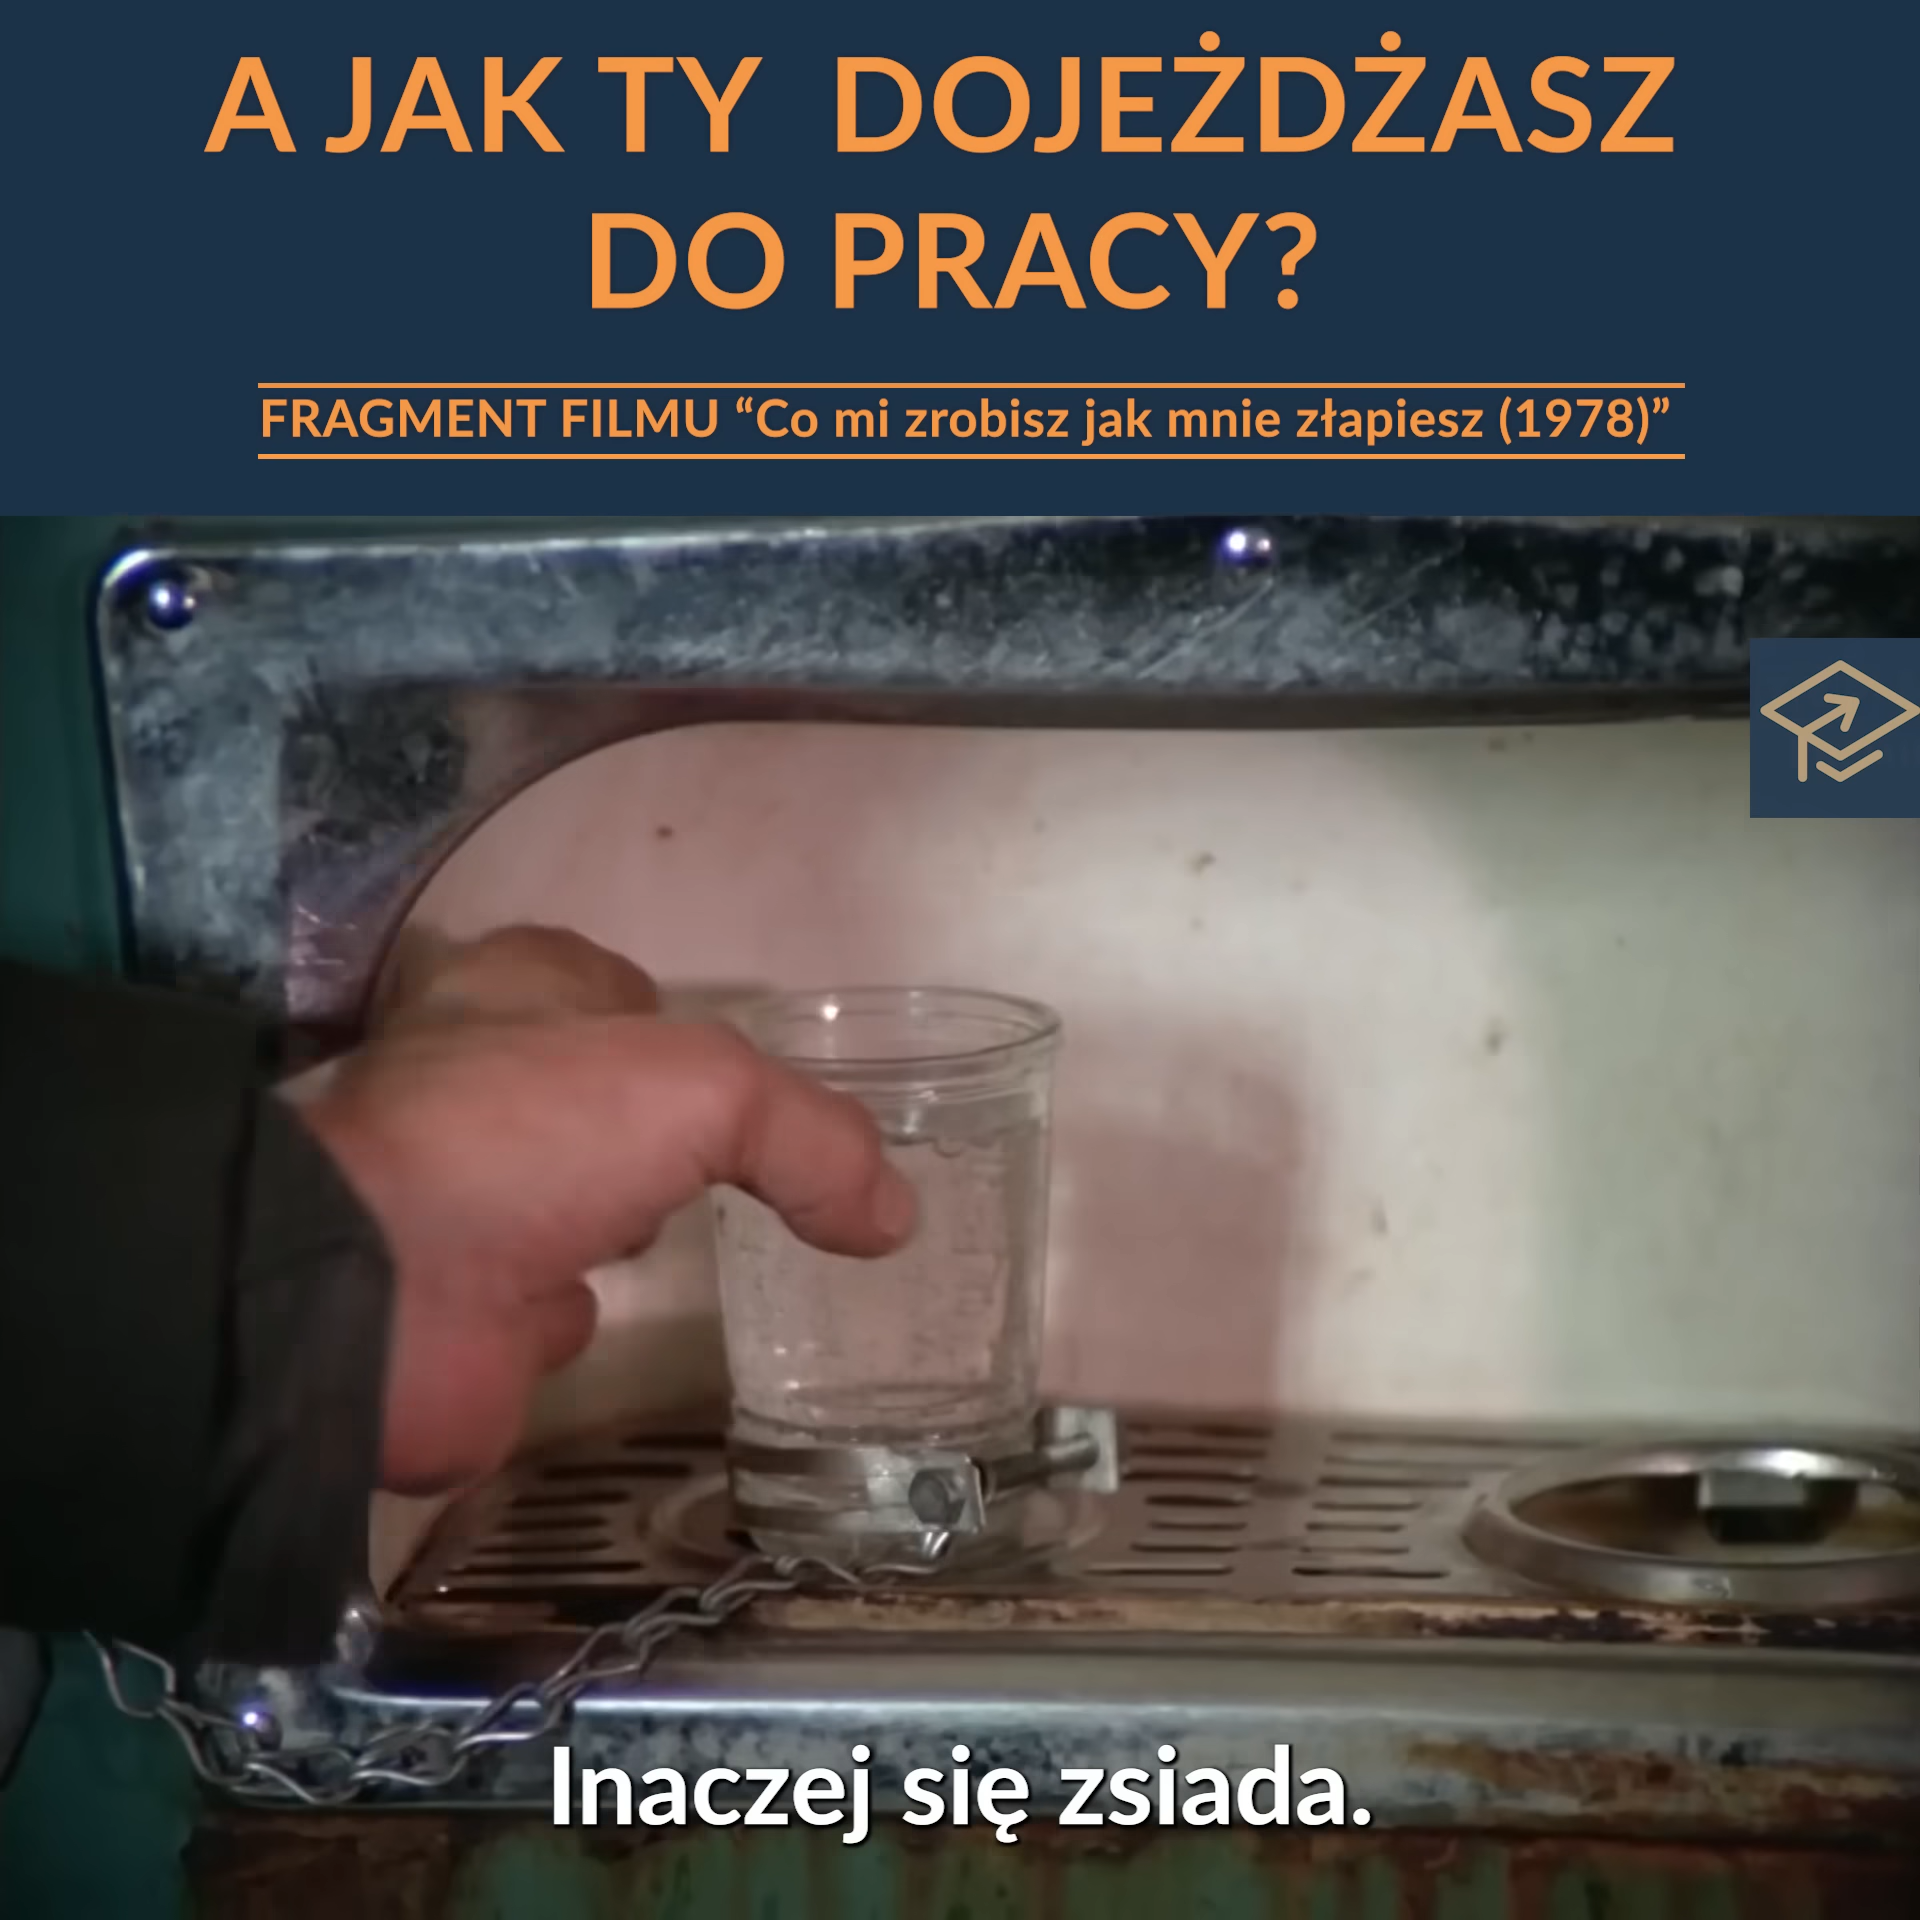 A JAK TY DOJEŻDŻASZ
DO PRACY?
FRAGMENT FILMU “Co mi zrobisz jak mnie złapiesz (1978)”
Inaczej się zsiada.